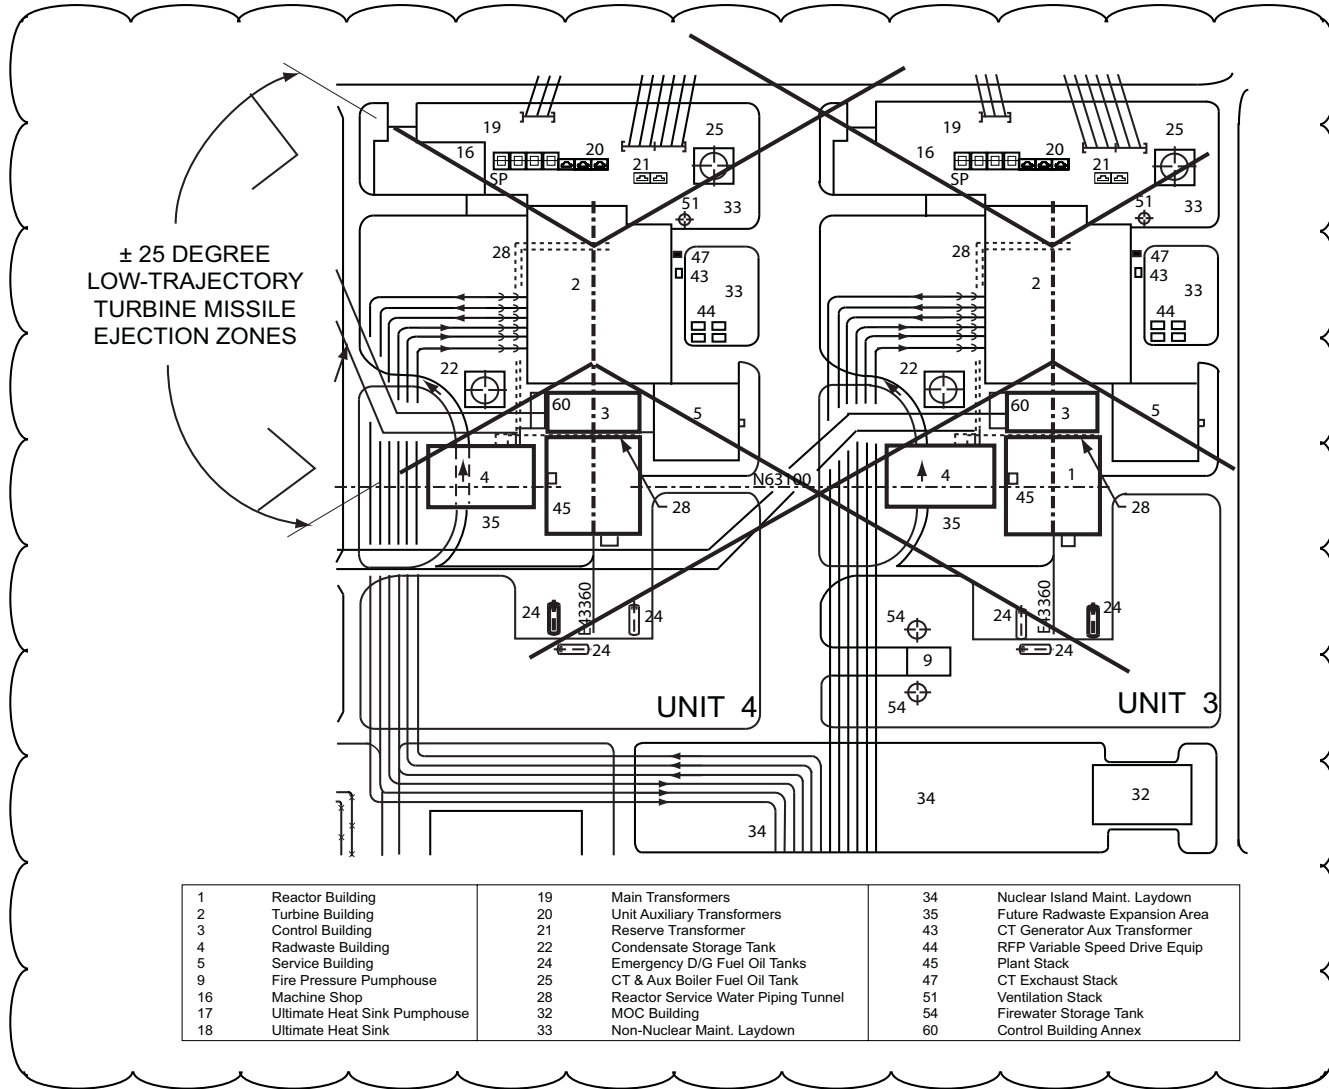 19
16
20
25
21
SP
51
33
28
47
43
2
33
44
22
60
3
5
4
45
35
28
24
E43360
24
24
UNIT 4
19
16
20
25
21
SP
51
33
28
47
43
2
33
44
22
60
3
5
N63100
4
1
45
35
28
54
24
E43360
24
24
9
54
UNIT 3
34
34
32
± 25 DEGREE
LOW-TRAJECTORY
TURBINE MISSILE
EJECTION ZONES
1 Reactor Building
2 Turbine Building
3 Control Building
4 Radwaste Building
5 Service Building
9 Fire Pressure Pumphouse
16 Machine Shop
17 Ultimate Heat Sink Pumphouse
18 Ultimate Heat Sink
19 Main Transformers
20 Unit Auxiliary Transformers
21 Reserve Transformer
22 Condensate Storage Tank
24 Emergency D/G Fuel Oil Tanks
25 CT & Aux Boiler Fuel Oil Tank
28 Reactor Service Water Piping Tunnel
32 MOC Building
33 Non-Nuclear Maint. Laydown
34 Nuclear Island Maint. Laydown
35 Future Radwaste Expansion Area
43 CT Generator Aux Transformer
44 RFP Variable Speed Drive Equip
45 Plant Stack
47 CT Exhaust Stack
51 Ventilation Stack
54 Firewater Storage Tank
60 Control Building Annex